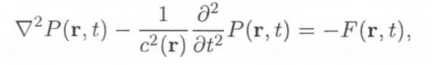 ∇²P(r, t) − 1/c²(r) ∂²/∂t² P(r, t) = −F(r, t),